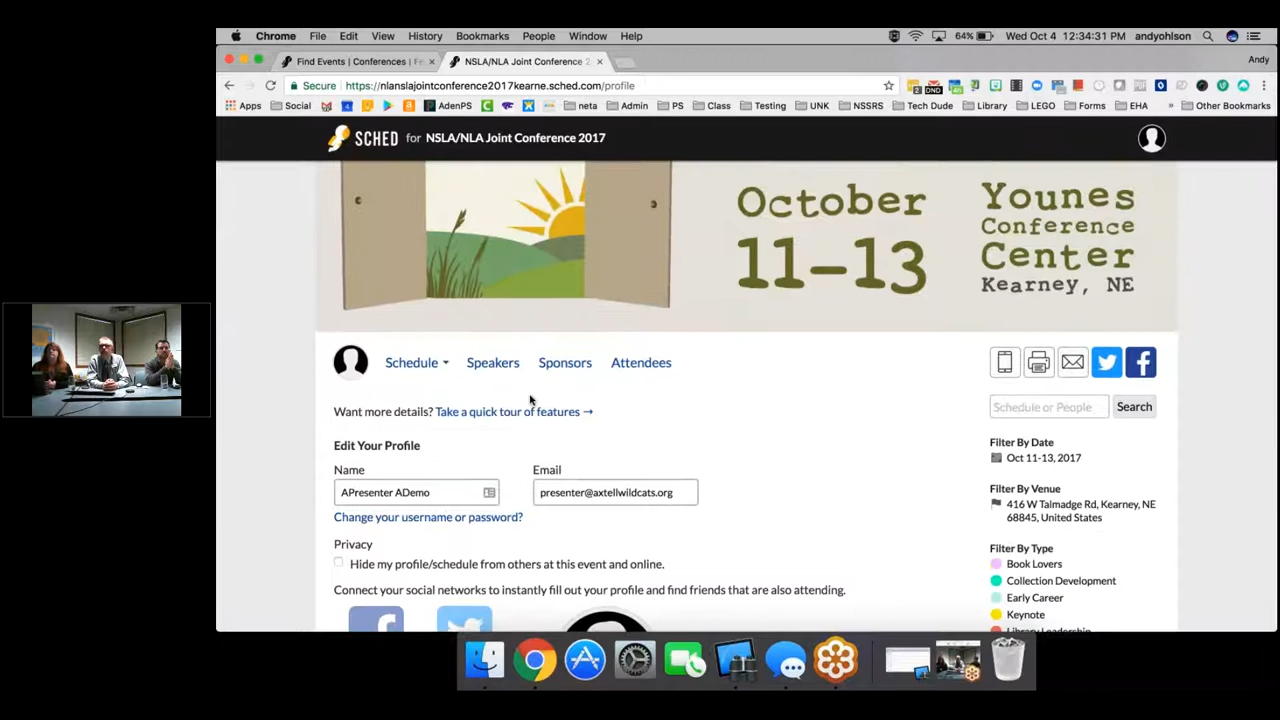 Chrome File Edit View History Bookmarks People Window Help 64% Wed Oct 4 12:34:31 PM andyohlson
Find Events | Conferences | Fe NSLA/NLA Joint Conference 2 Andy
Secure https://nlanslajointconference2017kearne.sched.com/profile
Apps Social AdenPS neta Admin PS Class Testing UNK NSSRS Tech Dude Library LEGO Forms EHA » Other Bookmarks
SCHED for NSLA/NLA Joint Conference 2017
October
11–13
Younes
Conference
Center
Kearney, NE
Schedule Speakers Sponsors Attendees
Want more details? Take a quick tour of features →
Edit Your Profile
Name Email
APresenter ADemo presenter@axtellwildcats.org
Change your username or password?
Privacy
Hide my profile/schedule from others at this event and online.
Connect your social networks to instantly fill out your profile and find friends that are also attending.
Schedule or People Search
Filter By Date
Oct 11-13, 2017
Filter By Venue
416 W Talmadge Rd, Kearney, NE
68845, United States
Filter By Type
Book Lovers
Collection Development
Early Career
Keynote
Library Leadership